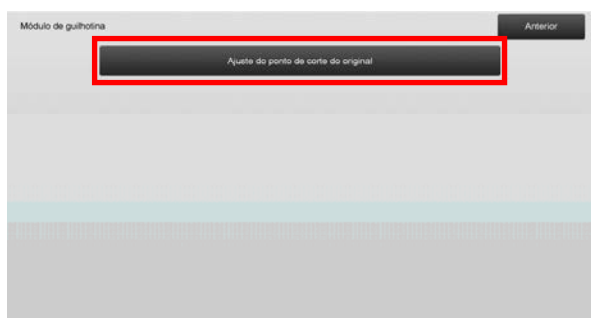 Módulo de guilhotina
Anterior
Ajuste do ponto de corte do original